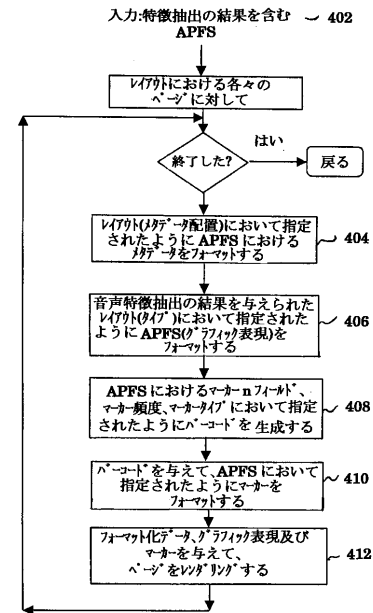 入力:特徴抽出の結果を含む
APFS
402
ﾚｲｱｳﾄにおける各々の
ﾍﾟｰｼﾞに対して
終了した?
はい
戻る
ﾚｲｱｳﾄ(ﾒﾀﾃﾞｰﾀ配置)において指定
されたようにAPFSにおける
ﾒﾀﾃﾞｰﾀをﾌｫｰﾏｯﾄする
404
音声特徴抽出の結果を与えられた
ﾚｲｱｳﾄ(ﾀｲﾌﾟ)において指定された
ようにAPFS(ｸﾞﾗﾌｨｯｸ表現)を
ﾌｫｰﾏｯﾄする
406
APFSにおけるﾏｰｶｰnﾌｨｰﾙﾄﾞ、
ﾏｰｶｰ頻度、ﾏｰｶｰﾀｲﾌﾟにおいて指定
されたようにﾊﾞｰｺｰﾄﾞを生成する
408
ﾊﾞｰｺｰﾄﾞを与えて、APFSにおいて
指定されたようにﾏｰｶｰを
ﾌｫｰﾏｯﾄする
410
ﾌｫｰﾏｯﾄ化ﾃﾞｰﾀ、ｸﾞﾗﾌｨｯｸ表現及び
ﾏｰｶｰを与えて、
ﾍﾟｰｼﾞをﾚﾝﾀﾞﾘﾝｸﾞする
412